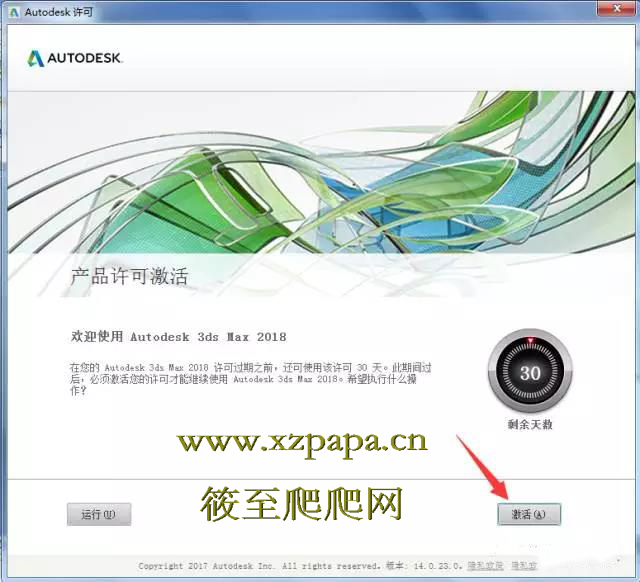 Autodesk 许可
AUTODESK
产品许可激活
欢迎使用 Autodesk 3ds Max 2018
在您的 Autodesk 3ds Max 2018 许可过期之前，还可使用该许可 30 天。此期间过
后，必须激活您的许可才能继续使用 Autodesk 3ds Max 2018。希望执行什么操
作?
30
剩余天数
www.xzpapa.cn
筱至爬爬网
运行(U)
激活(A)
Copyright 2017 Autodesk Inc. All rights reserved. 版本: 14.0.23.0. 隐私政策 隐私